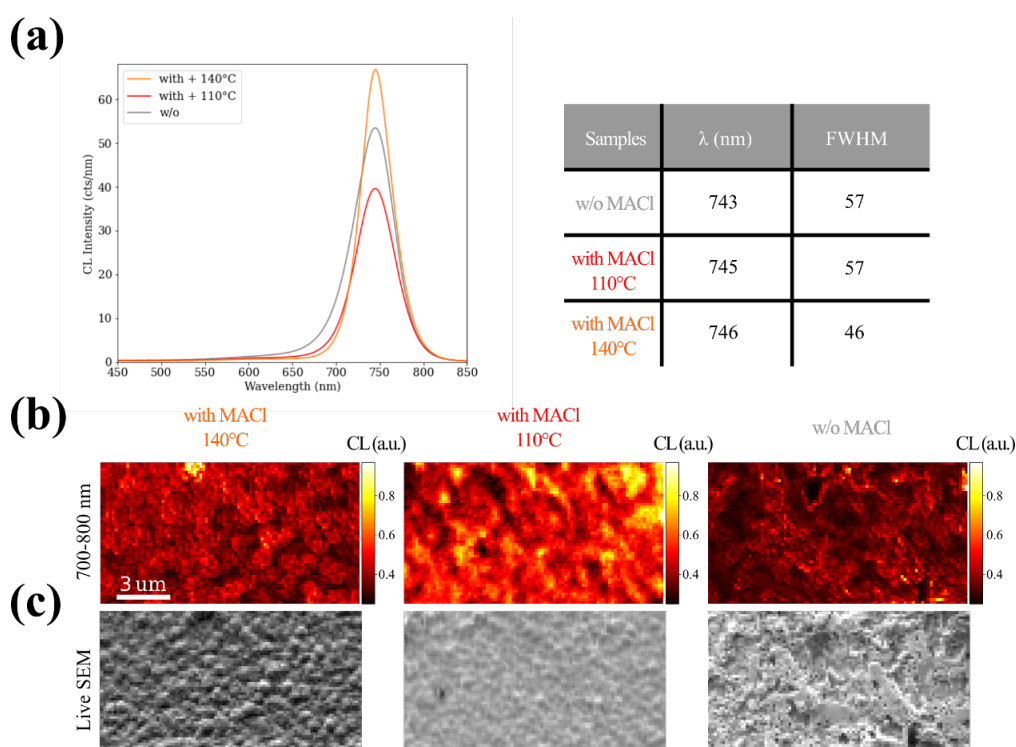 (a)
with + 140°C
with + 110°C
w/o
60
50
40
30
20
10
0
CL Intensity (cts/nm)
450 500 550 600 650 700 750 800 850
Wavelength (nm)
Samples λ (nm) FWHM
w/o MACl 743 57
with MACl
110°C
745 57
with MACl
140°C
746 46
(b)
with MACl
140°C
CL (a.u.)
with MACl
110°C
CL (a.u.)
w/o MACl
CL (a.u.)
700-800 nm
3 um
0.8
0.6
0.4
0.8
0.6
0.4
0.8
0.6
0.4
(c)
Live SEM